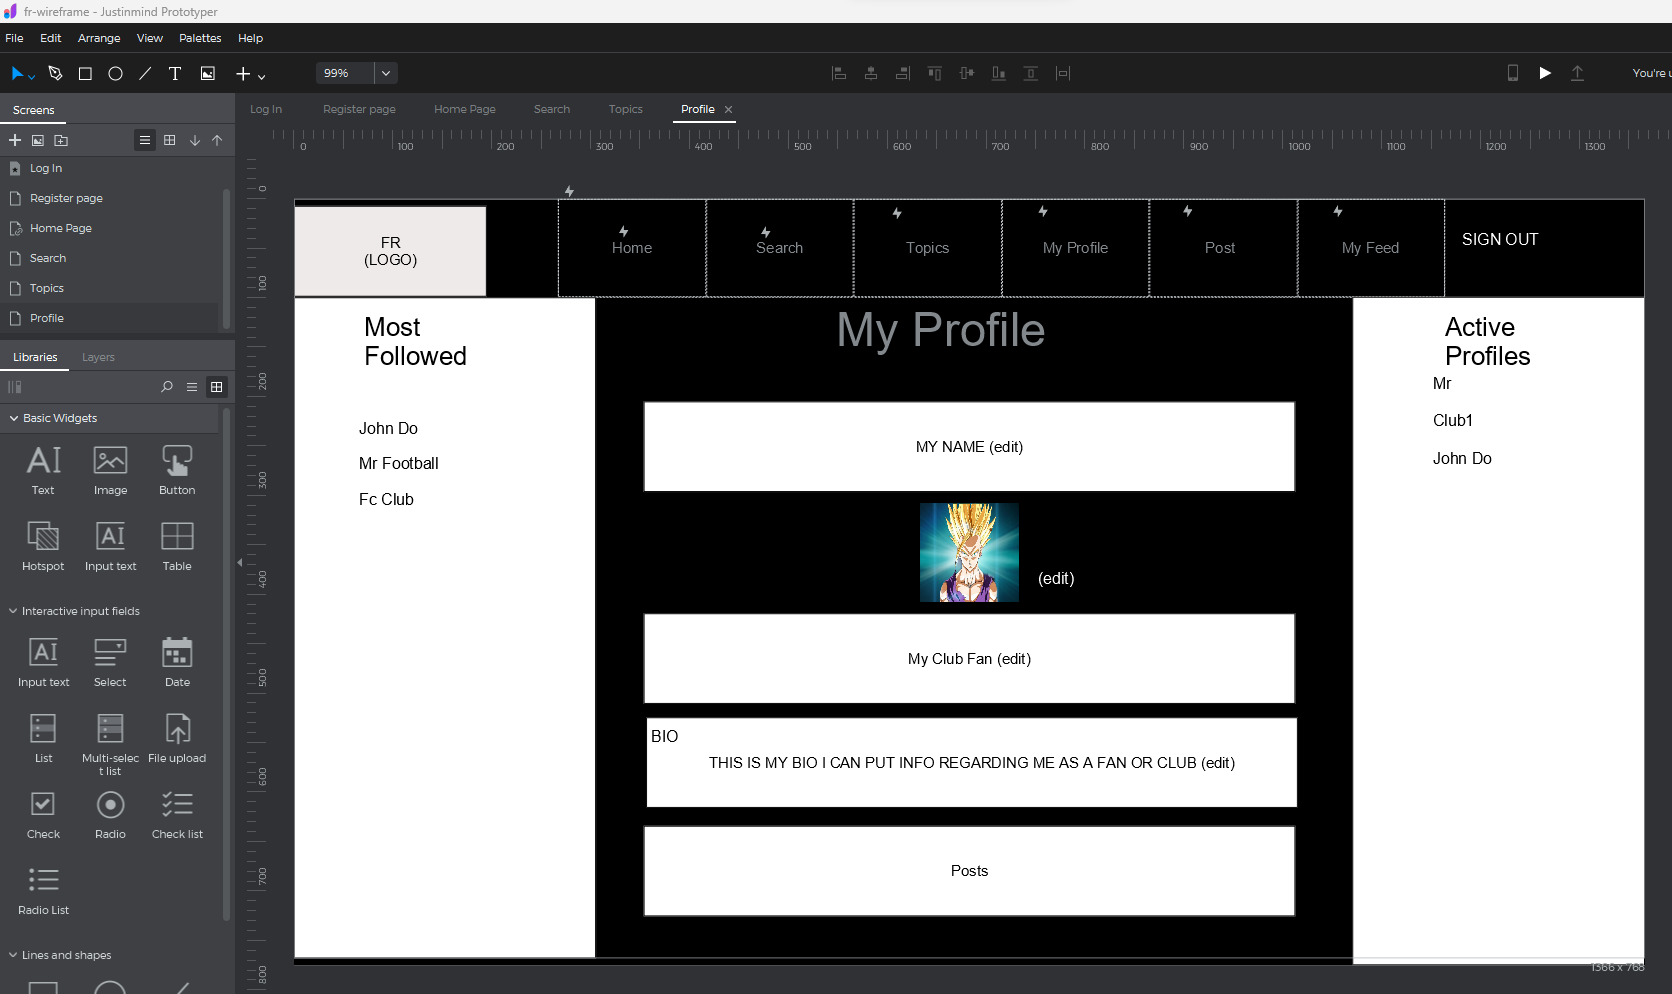 fr-wireframe - Justinmind Prototyper
File Edit Arrange View Palettes Help
T 99% You're u
Screens
Log In Register page Home Page Search Topics Profile
Log In
Register page
Home Page
Search
Topics
Profile
Libraries Layers
Basic Widgets
AI
Text Image Button
AI
Hotspot Input text Table
Interactive input fields
AI
Input text Select Date
List Multi-selec
t list File upload
Check Radio Check list
Radio List
Lines and shapes
0 100 200 300 400 500 600 700 800 900 1000 1100 1200 1300
0
100
200
300
400
500
600
700
800
FR
(LOGO)
Home Search Topics My Profile Post My Feed SIGN OUT
Most
Followed
John Do
Mr Football
Fc Club
My Profile
MY NAME (edit)
(edit)
My Club Fan (edit)
BIO
THIS IS MY BIO I CAN PUT INFO REGARDING ME AS A FAN OR CLUB (edit)
Posts
Active
Profiles
Mr
Club1
John Do
1366 x 768